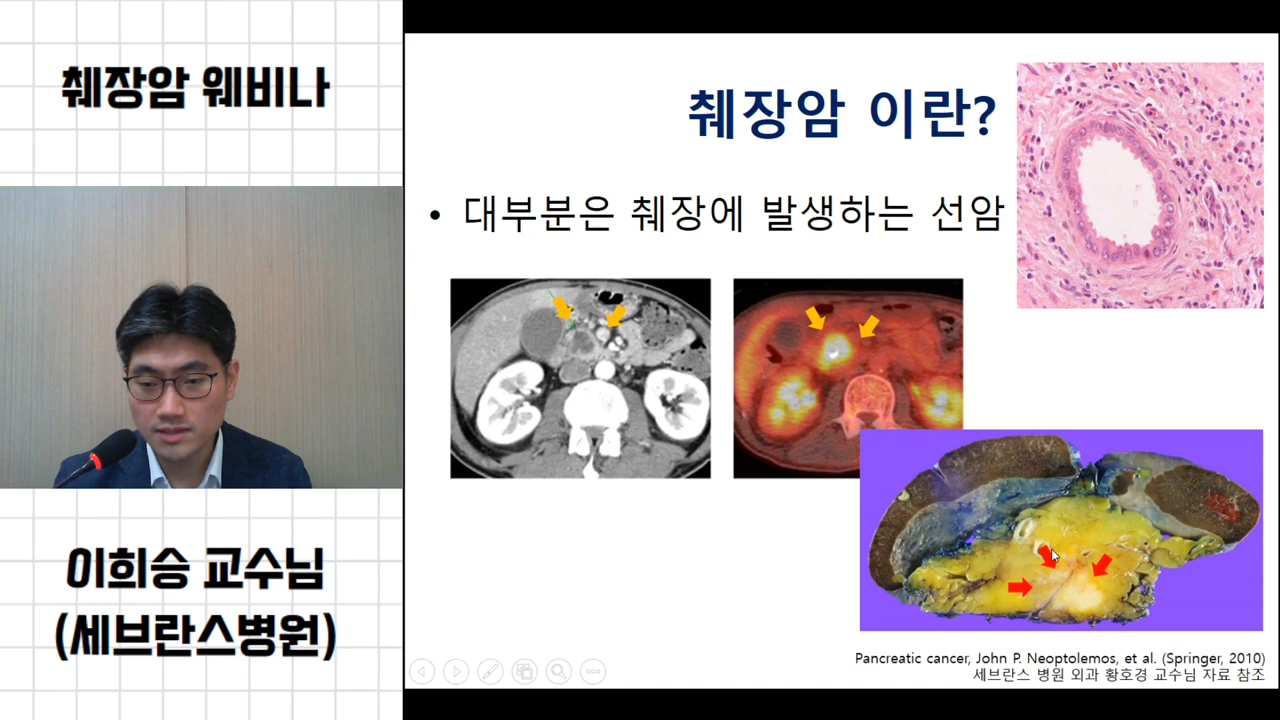 췌장암 웨비나
이희승 교수님
(세브란스병원)
췌장암 이란?
• 대부분은 췌장에 발생하는 선암
Pancreatic cancer, John P. Neoptolemos, et al. (Springer, 2010)
세브란스 병원 외과 황호경 교수님 자료 참조